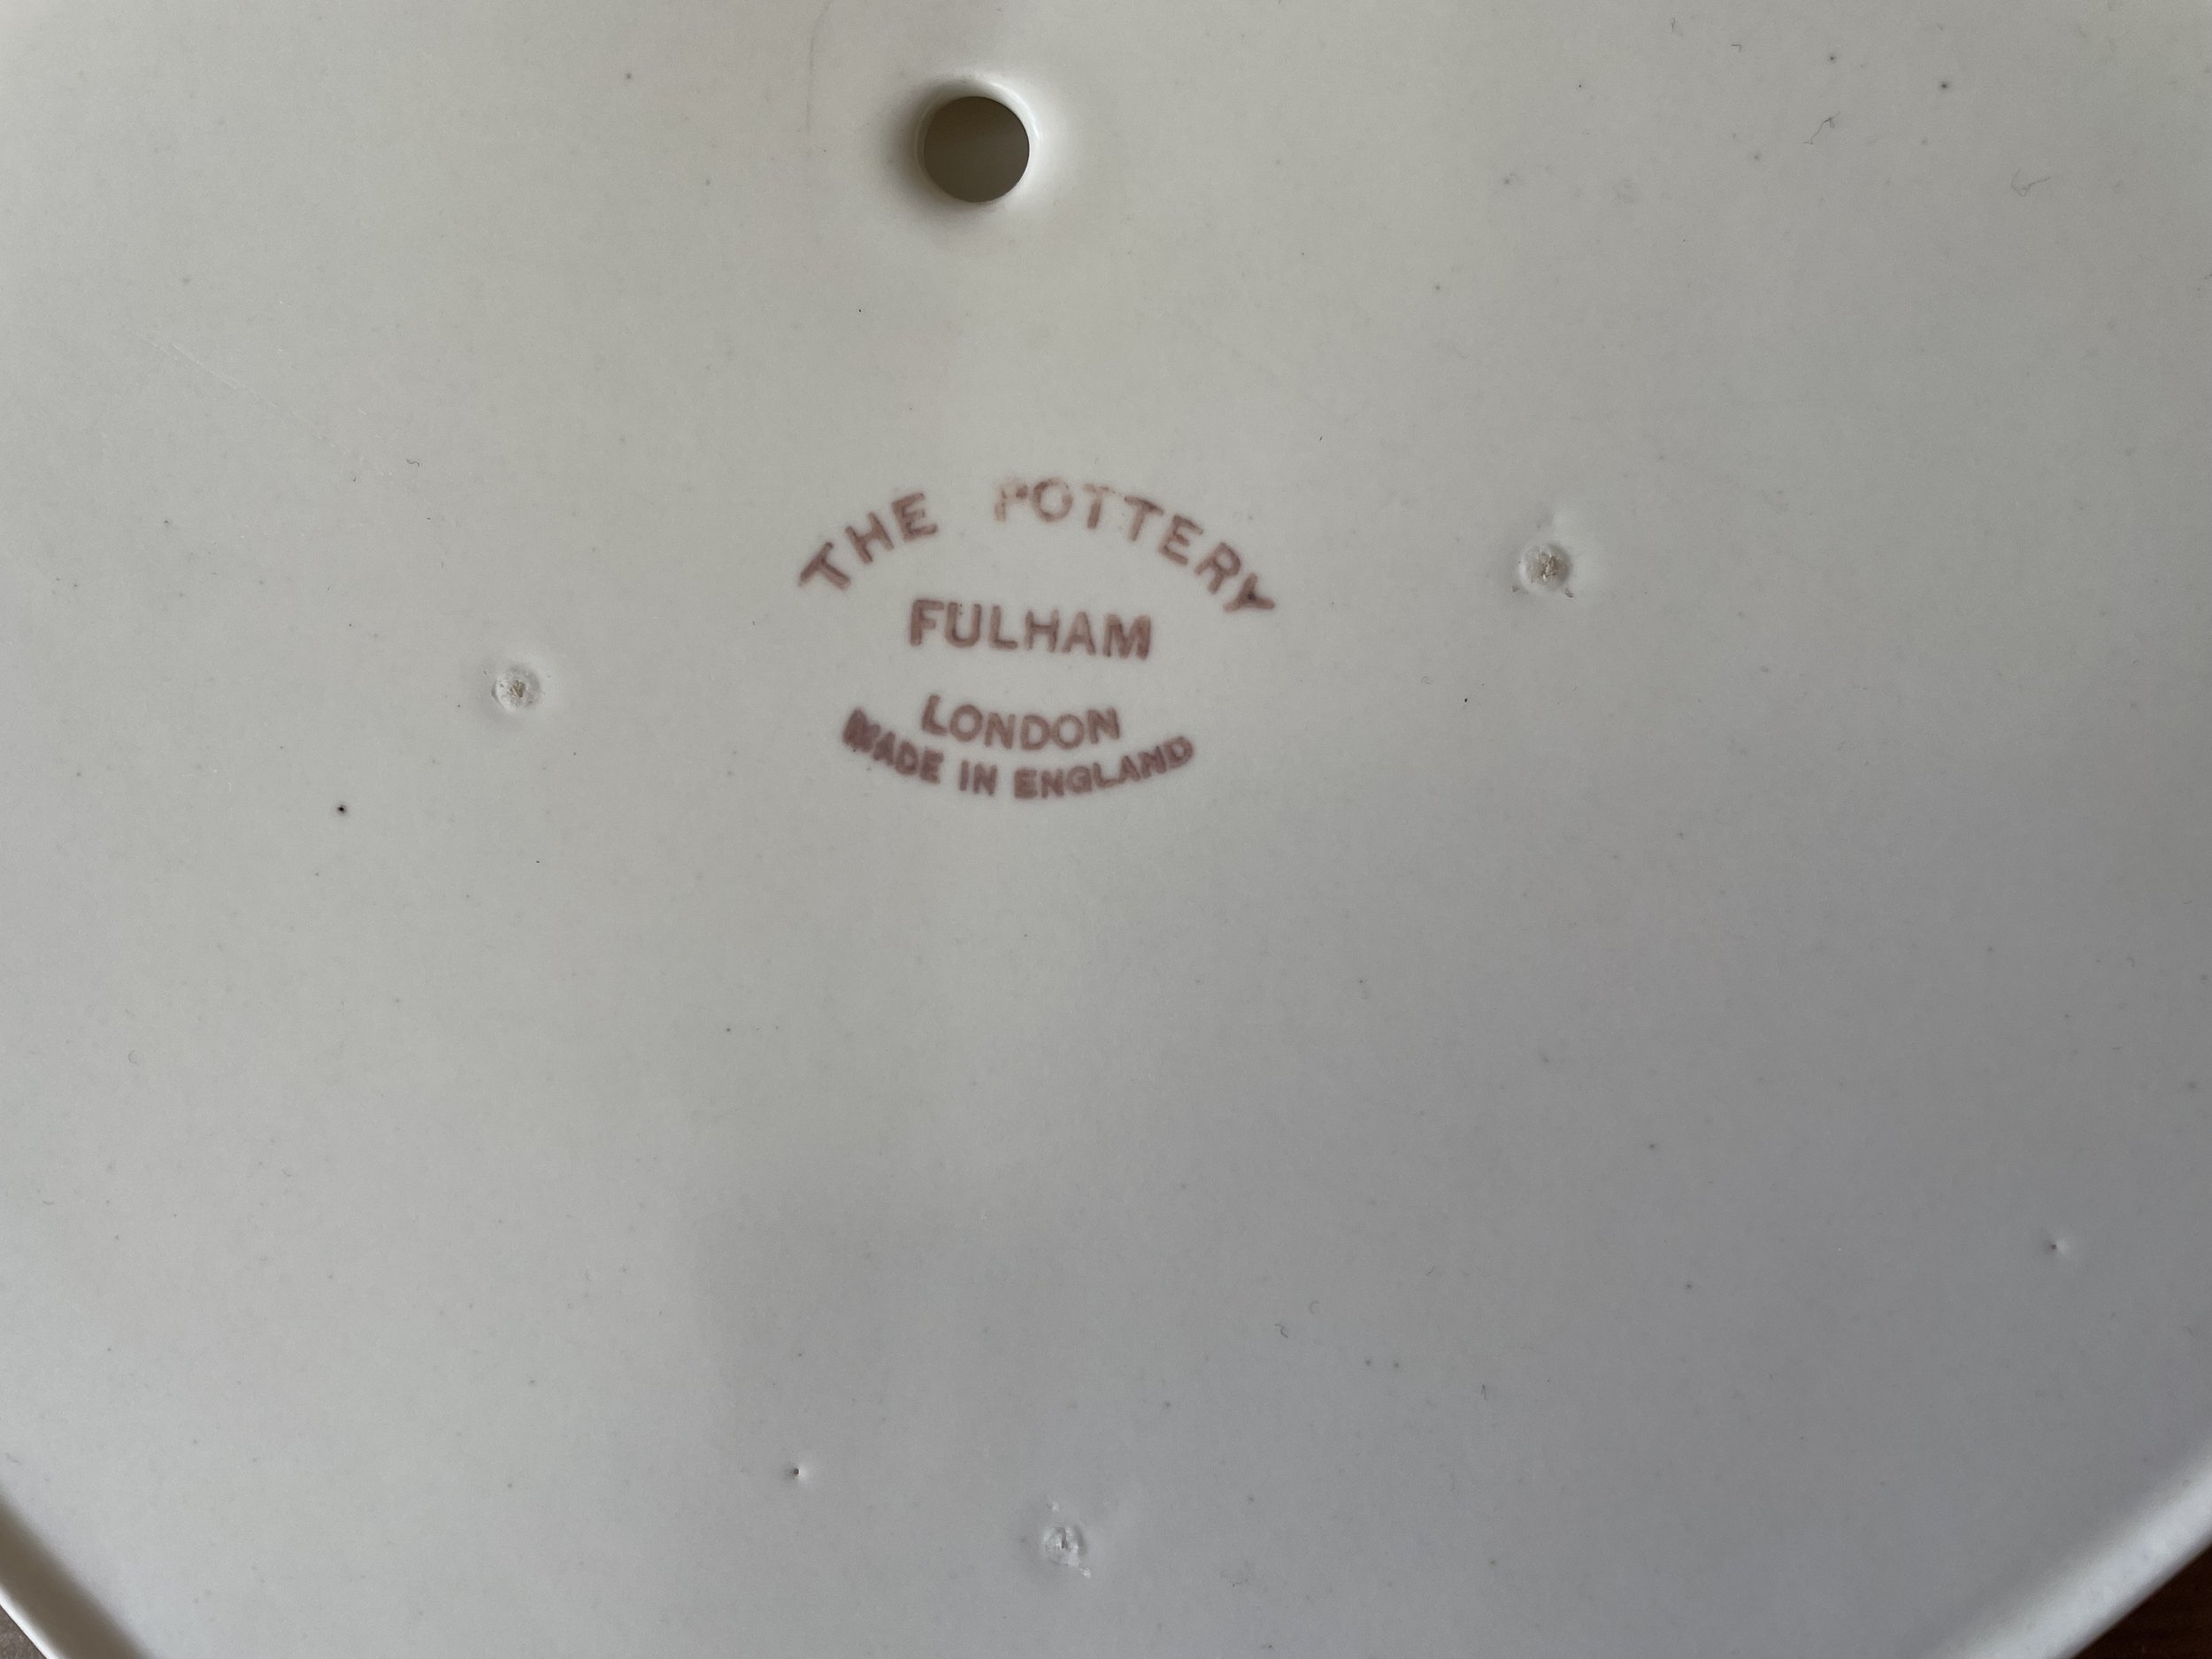 THE POTTERY
FULHAM
LONDON
MADE IN ENGLAND